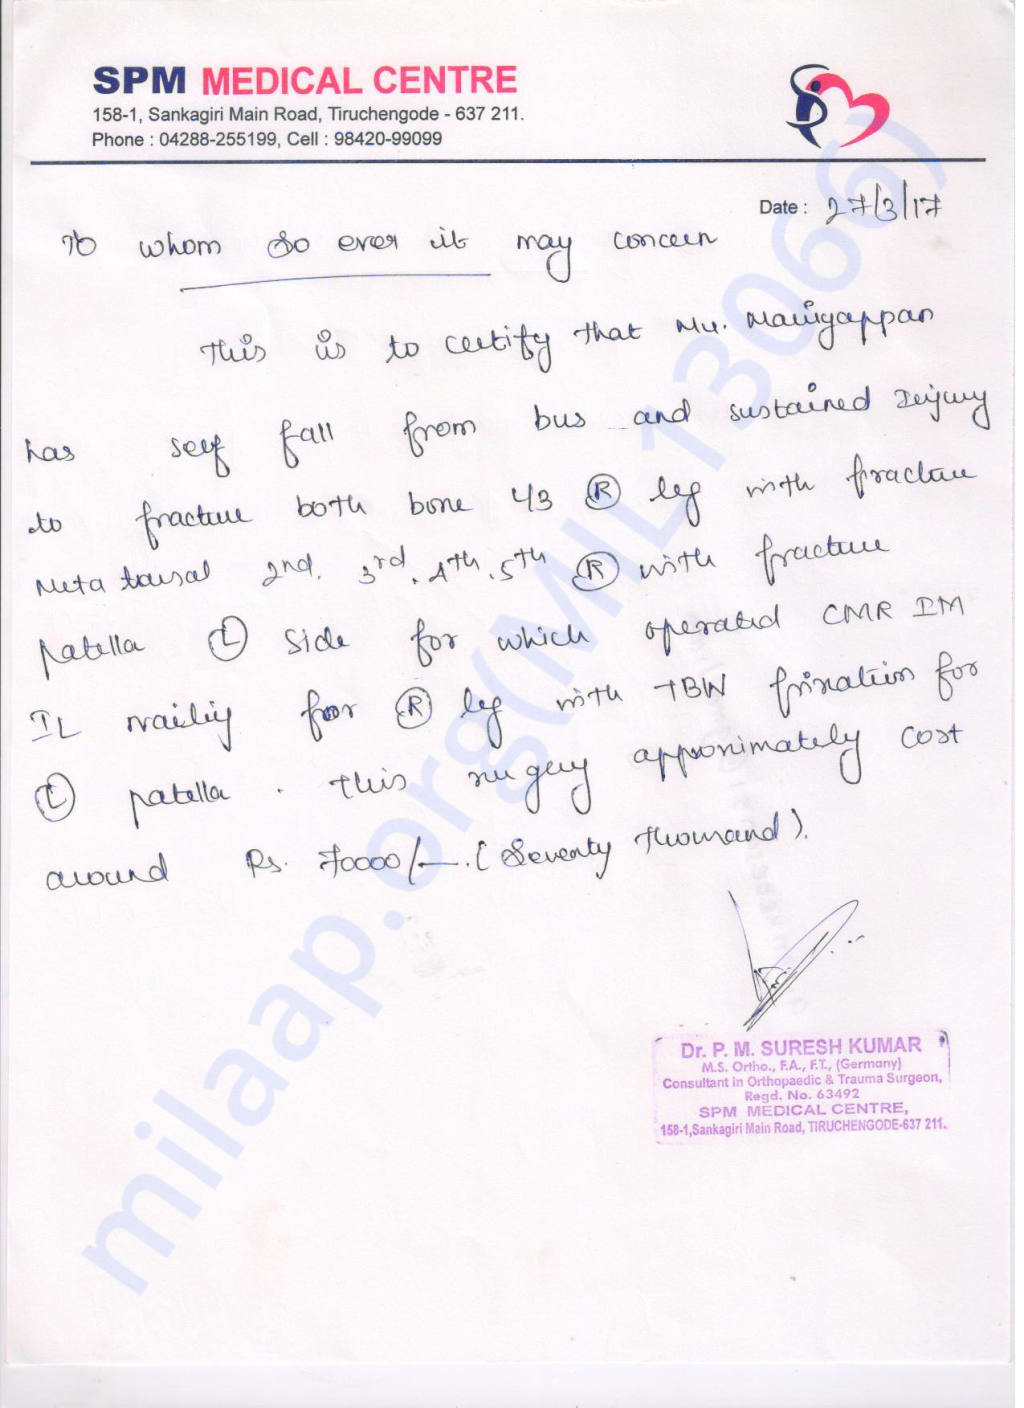 SPM MEDICAL CENTRE
158-1, Sankagiri Main Road, Tiruchengode - 637 211.
Phone : 04288-255199, Cell : 98420-99099
Date : 27/3/17
To whom so ever it may concern
This is to certify that Mr.
has self fall from bus and sustained Injury
to fracture both bone 1/3 (R) leg with fracture
Meta tarsal 2nd, 3rd, 4th, 5th (R) with fracture
patella (L) side for which operated CMR IM
IL nailing for (R) leg with TBW fixation for
(L) patella . This surgery approximately cost
around Rs. 70000/-. (Seventy thousand).
Dr. P. M. SURESH KUMAR
M.S. Ortho., F.A., F.T., (Germany)
Consultant in Orthopaedic & Trauma Surgeon,
Regd. No. 63492
SPM MEDICAL CENTRE,
158-1,Sankagiri Main Road, TIRUCHENGODE-637 211.
milaap.org(ML13066)